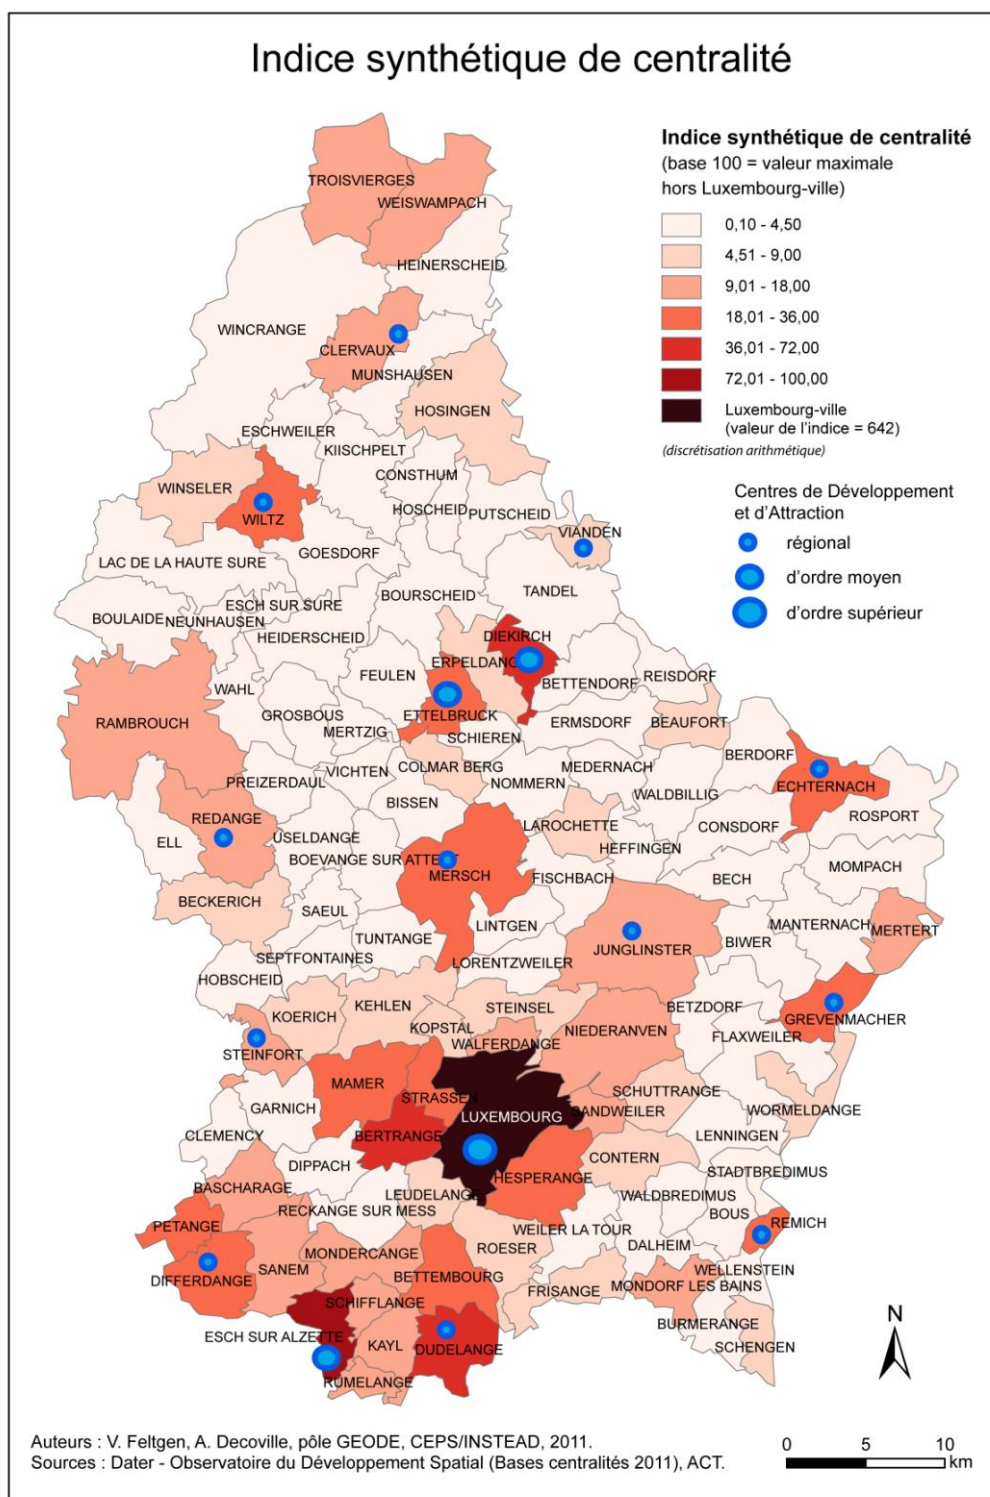 Indice synthétique de centralité
Indice synthétique de centralité
(base 100 = valeur maximale
hors Luxembourg-ville)
0,10 - 4,50
4,51 - 9,00
9,01 - 18,00
18,01 - 36,00
36,01 - 72,00
72,01 - 100,00
Luxembourg-ville
(valeur de l'indice = 642)
(discrétisation arithmétique)
Centres de Développement
et d'Attraction
régional
d'ordre moyen
d'ordre supérieur
TROISVIERGES
WEISWAMPACH
HEINERSCHEID
WINCRANGE
CLERVAUX
MUNSHAUSEN
HOSINGEN
ESCHWEILER
KIISCHPELT
CONSTHUM
WINSELER
WILTZ
HOSCHEID
PUTSCHEID
VIANDEN
GOESDORF
LAC DE LA HAUTE SURE
TANDEL
BOURSCHEID
ESCH SUR SURE
BOULAIDE
NEUNHAUSEN
HEIDERSCHEID
DIEKIRCH
ERPELDANG
FEULEN
BETTENDORF
REISDORF
WAHL
RAMBROUCH
GROSBOUS
ETTELBRUCK
ERMSDORF
BEAUFORT
MERTZIG
SCHIEREN
BERDORF
COLMAR BERG
MEDERNACH
VICHTEN
PREIZERDAUL
NOMMERN
ECHTERNACH
WALDBILLIG
BISSEN
ROSPORT
REDANGE
LAROCHETTE
CONSDORF
USELDANGE
ELL
HEFFINGEN
BOEVANGE SUR ATTERT
MOMPACH
MERSCH
FISCHBACH
BECH
BECKERICH
SAEUL
LINTGEN
MANTERNACH
MERTERT
TUNTANGE
JUNGLINSTER
BIWER
SEPTFONTAINES
LORENTZWEILER
HOBSCHEID
KEHLEN
STEINSEL
BETZDORF
KOERICH
GREVENMACHER
KOPSTAL
NIEDERANVEN
FLAXWEILER
WALFERDANGE
STEINFORT
MAMER
SCHUTTRANGE
STRASSEN
GARNICH
SANDWEILER
WORMELDANGE
LUXEMBOURG
CLEMENCY
BERTRANGE
LENNINGEN
CONTERN
DIPPACH
STADTBREDIMUS
HESPERANGE
BASCHARAGE
LEUDELANGE
WALDBREDIMUS
RECKANGE SUR MESS
BOUS
PETANGE
WEILER LA TOUR
REMICH
ROESER
DALHEIM
MONDERCANGE
SANEM
WELLENSTEIN
DIFFERDANGE
BETTEMBOURG
MONDORF LES BAINS
FRISANGE
SCHIFFLANGE
BURMERANGE
ESCH SUR ALZETTE
KAYL
DUDELANGE
SCHENGEN
RUMELANGE
N
Auteurs : V. Feltgen, A. Decoville, pôle GEODE, CEPS/INSTEAD, 2011.
Sources : Dater - Observatoire du Développement Spatial (Bases centralités 2011), ACT.
0 5 10
km